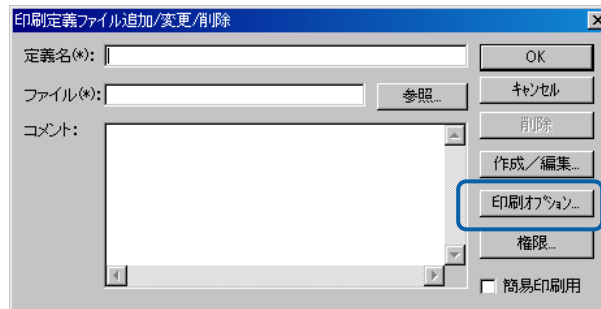 印刷定義ファイル追加/変更/削除
定義名(*):
OK
ファイル(*):
参照...
キャンセル
コメント:
削除
作成／編集...
印刷オプション...
権限...
簡易印刷用